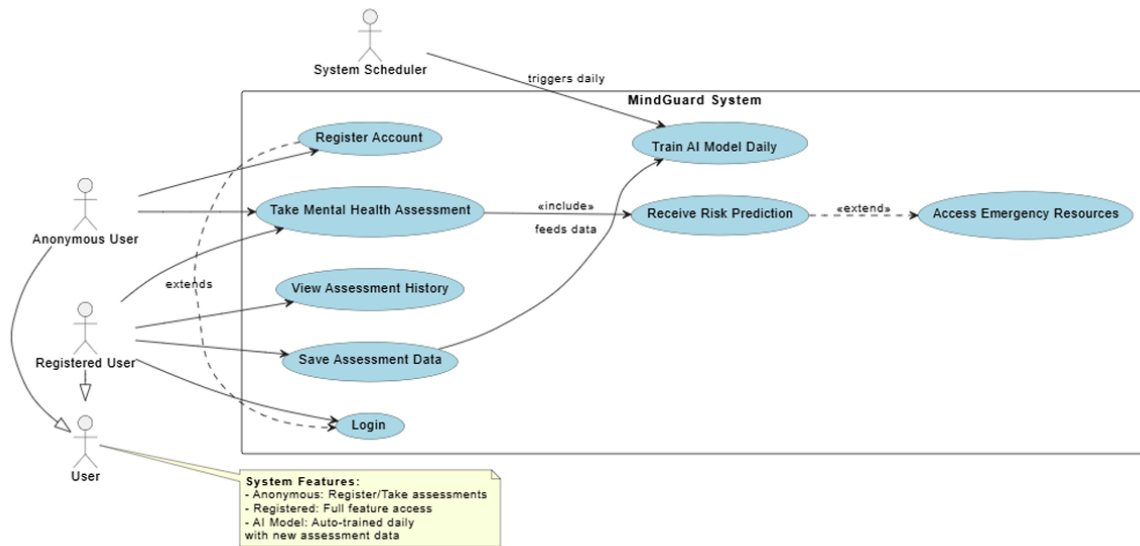 System Scheduler
triggers daily
MindGuard System
Register Account
Train AI Model Daily
Anonymous User
Take Mental Health Assessment
«include»
feeds data
Receive Risk Prediction
«extend»
Access Emergency Resources
extends
View Assessment History
Registered User
Save Assessment Data
Login
User
System Features:
- Anonymous: Register/Take assessments
- Registered: Full feature access
- AI Model: Auto-trained daily
with new assessment data